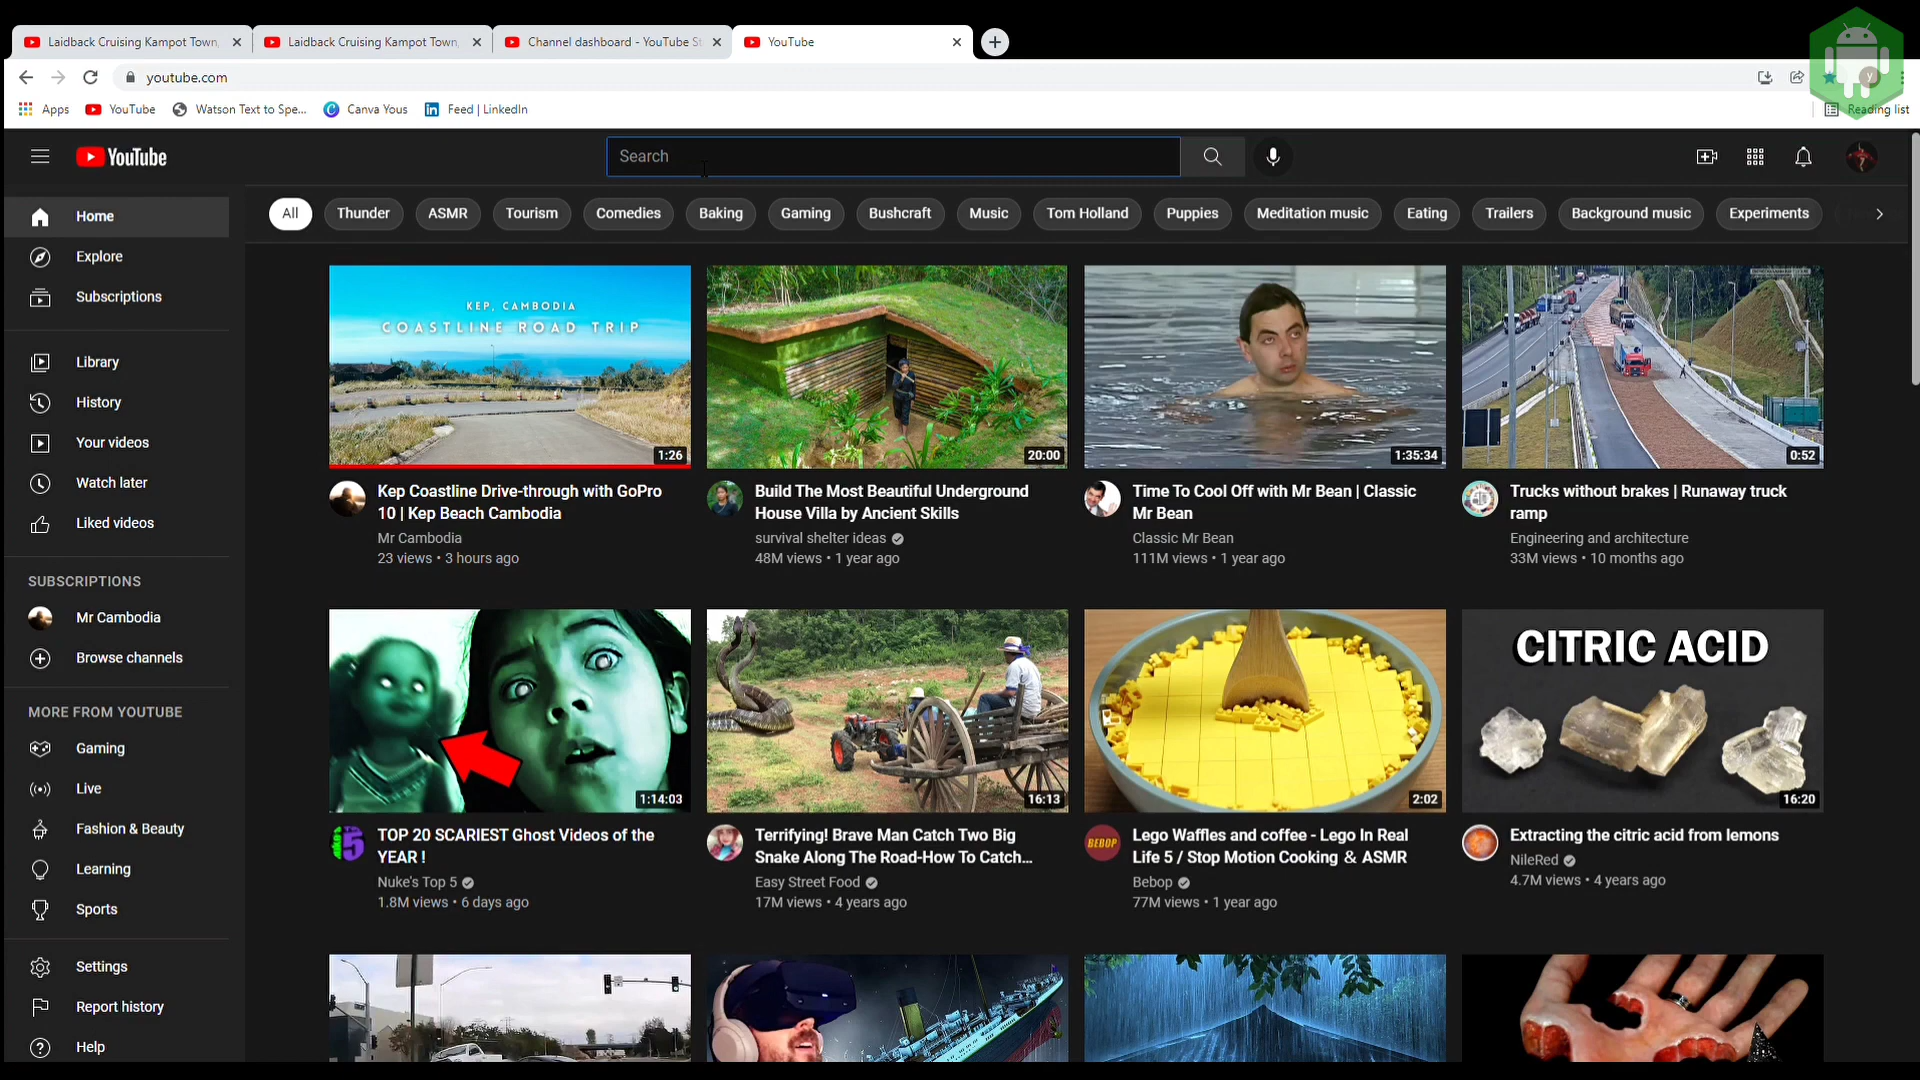 Laidback Cruising Kampot Town,
Laidback Cruising Kampot Town,
Channel dashboard - YouTube St
YouTube
youtube.com
y
Apps
YouTube
Watson Text to Spe...
Canva Yous
Feed | LinkedIn
Reading list
YouTube
Search
Home
Explore
Subscriptions
Library
History
Your videos
Watch later
Liked videos
SUBSCRIPTIONS
Mr Cambodia
Browse channels
MORE FROM YOUTUBE
Gaming
Live
Fashion & Beauty
Learning
Sports
Settings
Report history
Help
All
Thunder
ASMR
Tourism
Comedies
Baking
Gaming
Bushcraft
Music
Tom Holland
Puppies
Meditation music
Eating
Trailers
Background music
Experiments
KEP, CAMBODIA
COASTLINE ROAD TRIP
1:26
Kep Coastline Drive-through with GoPro
10 | Kep Beach Cambodia
Mr Cambodia
23 views • 3 hours ago
20:00
Build The Most Beautiful Underground
House Villa by Ancient Skills
survival shelter ideas
48M views • 1 year ago
1:35:34
Time To Cool Off with Mr Bean | Classic
Mr Bean
Classic Mr Bean
111M views • 1 year ago
0:52
Trucks without brakes | Runaway truck
ramp
Engineering and architecture
33M views • 10 months ago
1:14:03
TOP 20 SCARIEST Ghost Videos of the
YEAR !
Nuke's Top 5
1.8M views • 6 days ago
16:13
Terrifying! Brave Man Catch Two Big
Snake Along The Road-How To Catch...
Easy Street Food
17M views • 4 years ago
2:02
BEBOP
Lego Waffles and coffee - Lego In Real
Life 5 / Stop Motion Cooking & ASMR
Bebop
77M views • 1 year ago
CITRIC ACID
16:20
Extracting the citric acid from lemons
NileRed
4.7M views • 4 years ago